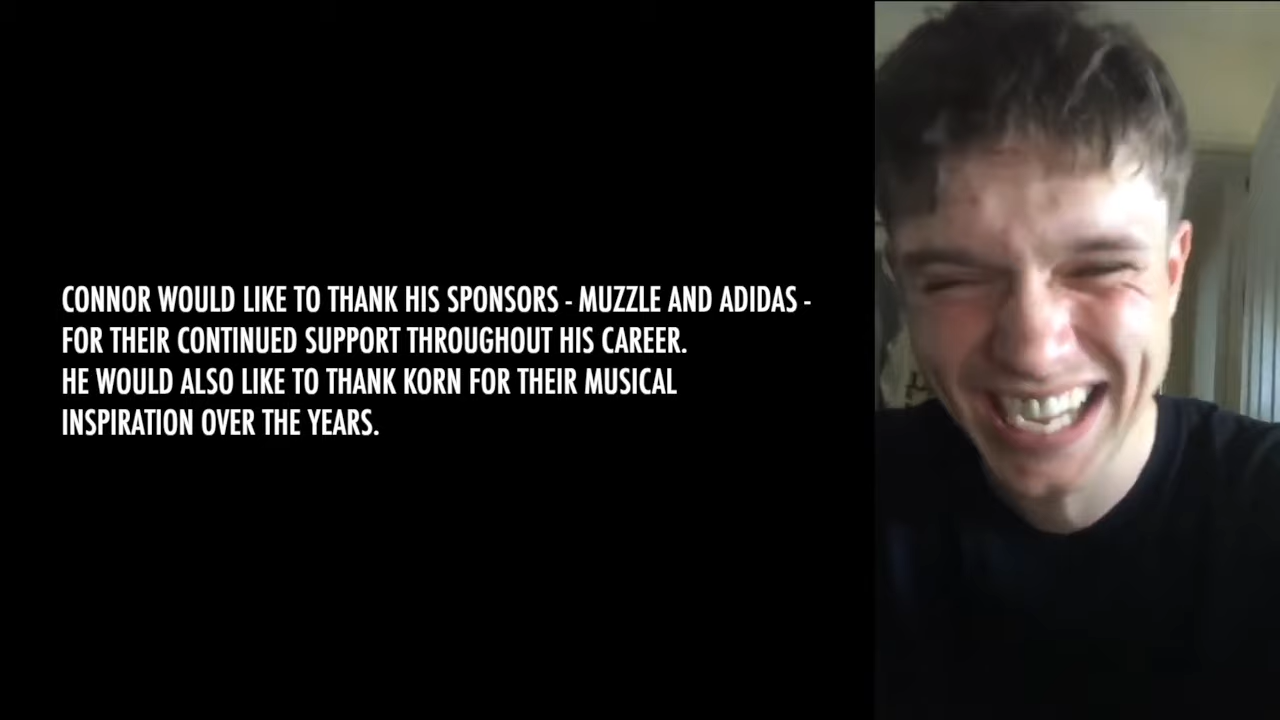 CONNOR WOULD LIKE TO THANK HIS SPONSORS - MUZZLE AND ADIDAS -
FOR THEIR CONTINUED SUPPORT THROUGHOUT HIS CAREER.
HE WOULD ALSO LIKE TO THANK KORN FOR THEIR MUSICAL
INSPIRATION OVER THE YEARS.